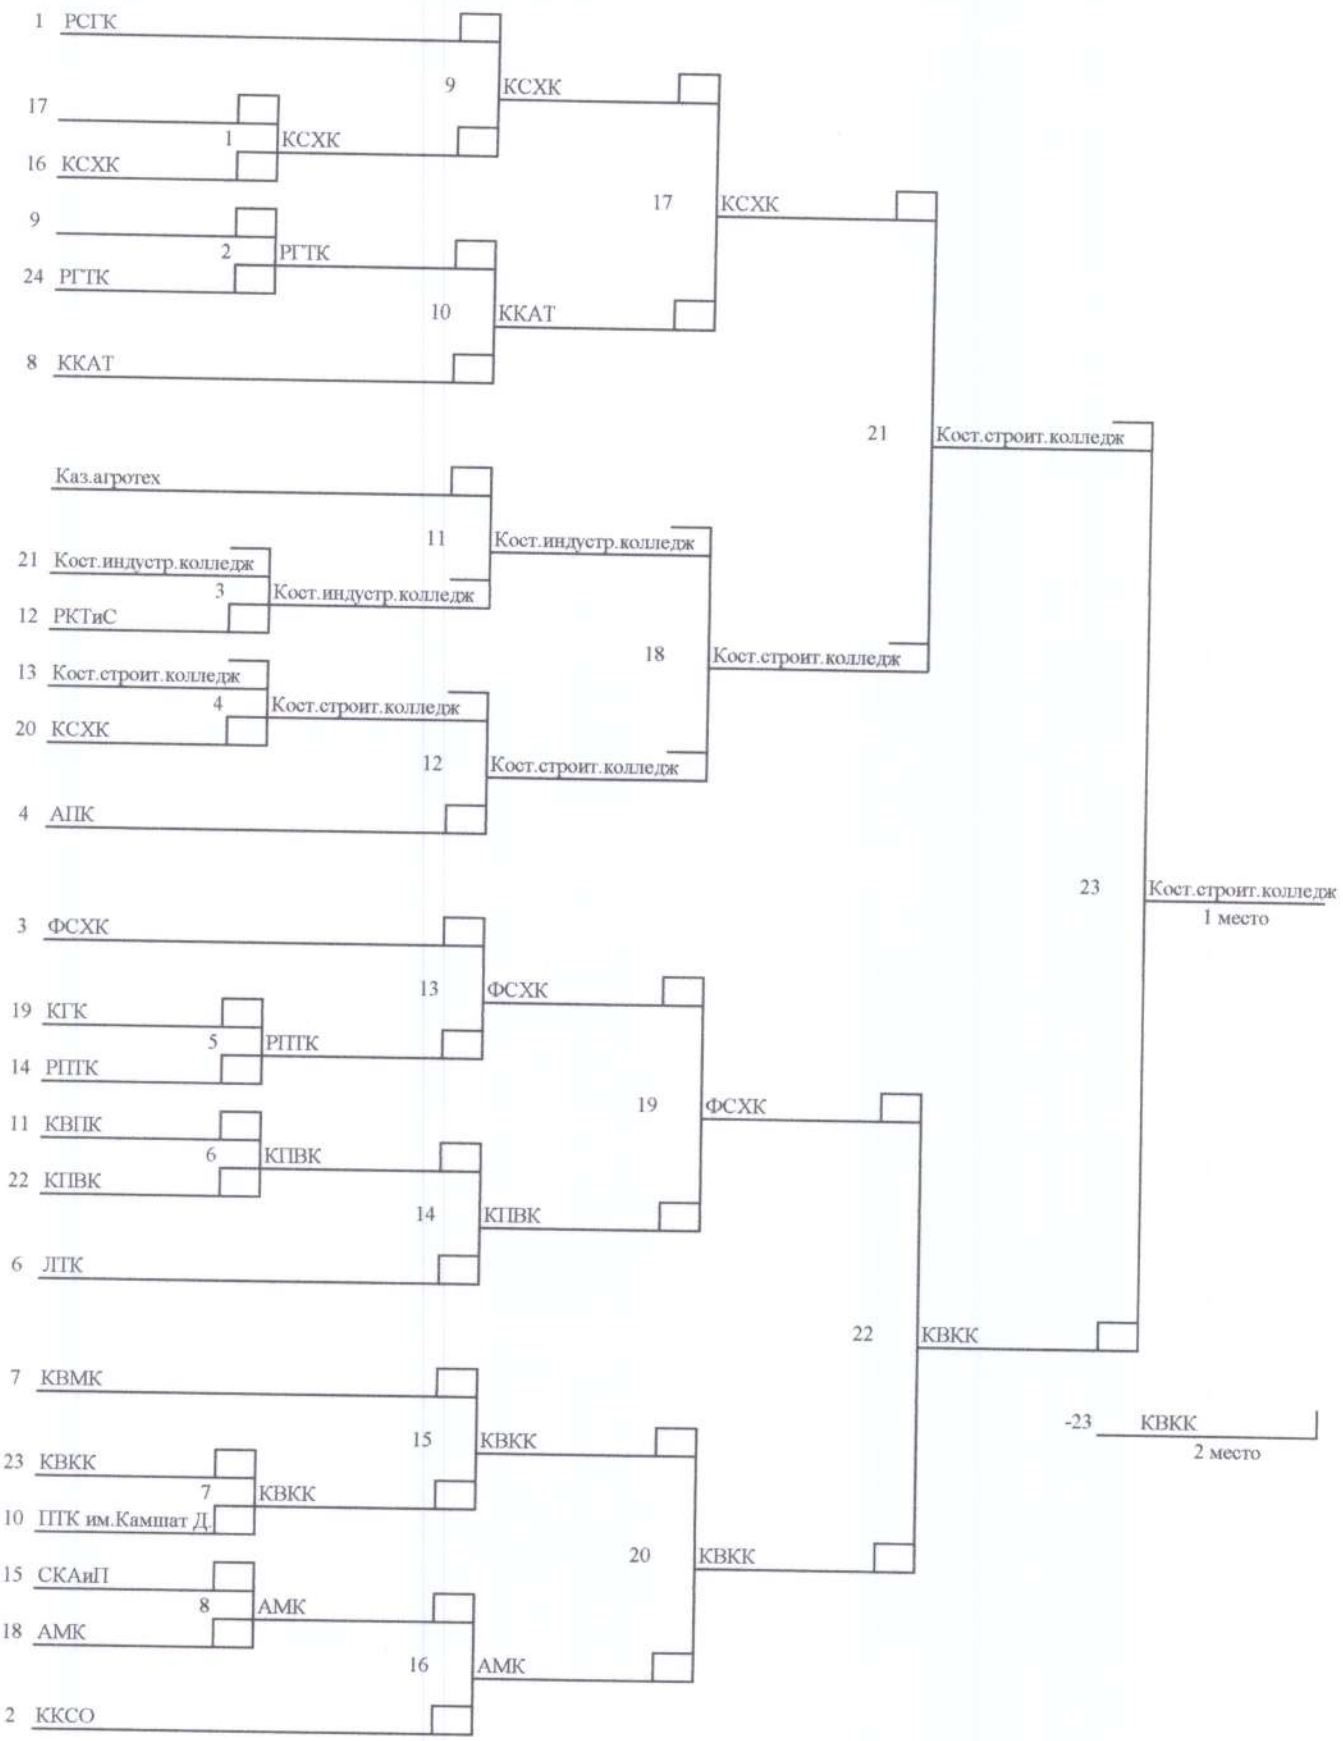 1 РСГК
9 КСХК
17
1 КСХК
16 КСХК
17 КСХК
9
2 РГТК
24 РГТК
10 ККАТ
8 ККАТ
21 Кост.строит.колледж
Каз.агротех
11 Кост.индустр.колледж
21 Кост.индустр.колледж
3 Кост.индустр.колледж
12 РКТиС
18 Кост.строит.колледж
13 Кост.строит.колледж
4 Кост.строит.колледж
20 КСХК
12 Кост.строит.колледж
4 АПК
23 Кост.строит.колледж
1 место
3 ФСХК
13 ФСХК
19 КГК
5 РПТК
14 РПТК
19 ФСХК
11 КВПК
6 КПВК
22 КПВК
14 КПВК
6 ЛТК
22 КВКК
7 КВМК
-23 КВКК
2 место
15 КВКК
23 КВКК
7 КВКК
10 ПТК им.Камшат Д.
20 КВКК
15 СКАиП
8 АМК
18 АМК
16 АМК
2 ККСО